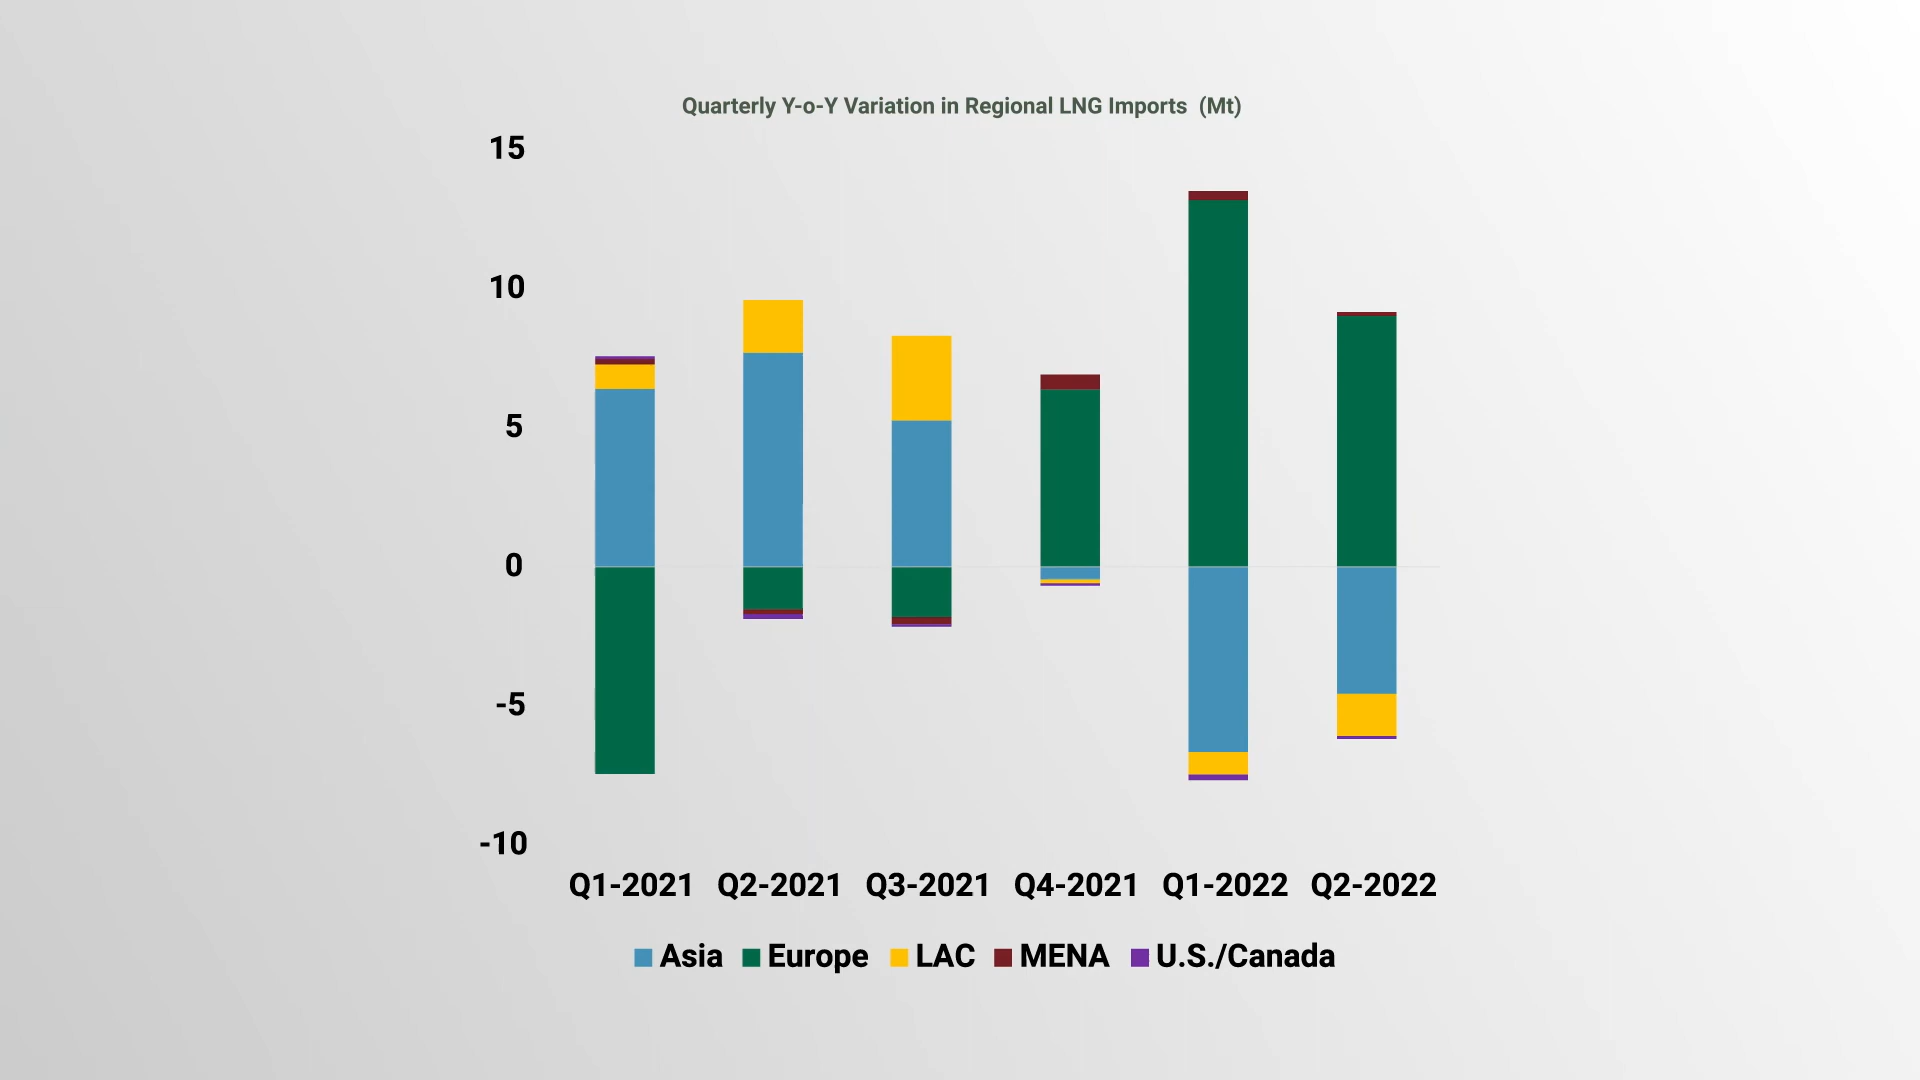 Quarterly Y-o-Y Variation in Regional LNG Imports (Mt)
15
10
5
0
-5
-10
Q1-2021 Q2-2021 Q3-2021 Q4-2021 Q1-2022 Q2-2022
Asia Europe LAC MENA U.S./Canada